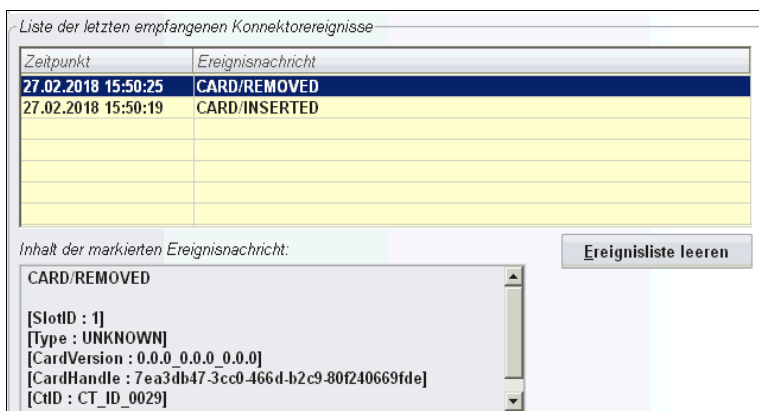 Liste der letzten empfangenen Konnektorereignisse
Zeitpunkt Ereignisnachricht
27.02.2018 15:50:25 CARD/REMOVED
27.02.2018 15:50:19 CARD/INSERTED
Inhalt der markierten Ereignisnachricht:
Ereignisliste leeren
CARD/REMOVED
[SlotID : 1]
[Type : UNKNOWN]
[CardVersion : 0.0.0_0.0.0_0.0.0]
[CardHandle : 7ea3db47-3cc0-466d-b2c9-80f240669fde]
[CtID : CT_ID_0029]